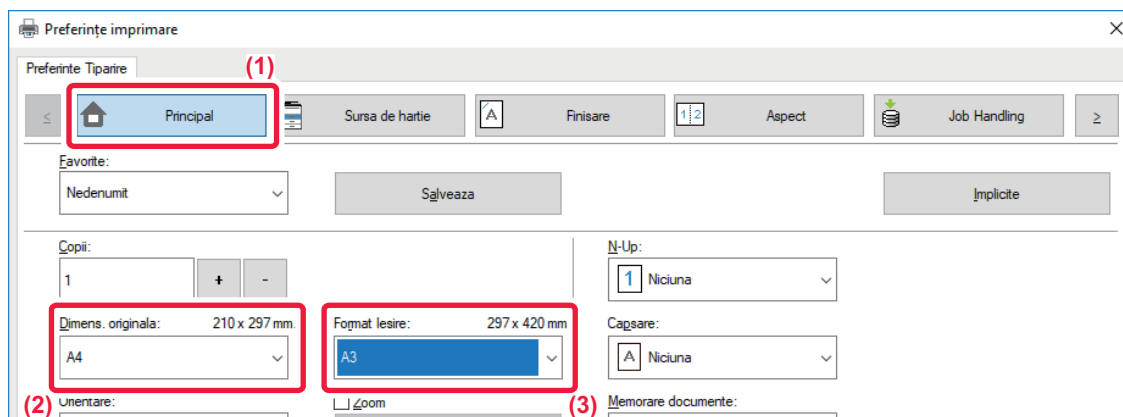 Preferințe imprimare
Preferinte Tiparire
(1)
< Principal Sursa de hartie Finisare 1 2 Aspect Job Handling >
Favorite:
Nedenumit Salveaza Implicite
Copii: N-Up:
1 + - 1 Niciuna
Dimens. originala: 210 x 297 mm. Format Iesire: 297 x 420 mm Capsare:
A4 A3 A Niciuna
(2) Orientare: Zoom (3) Memorare documente: